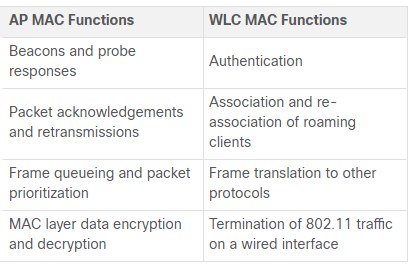 AP MAC Functions
WLC MAC Functions
Beacons and probe
responses
Authentication
Packet acknowledgements
and retransmissions
Association and re-
association of roaming
clients
Frame queueing and packet
prioritization
Frame translation to other
protocols
MAC layer data encryption
and decryption
Termination of 802.11 traffic
on a wired interface